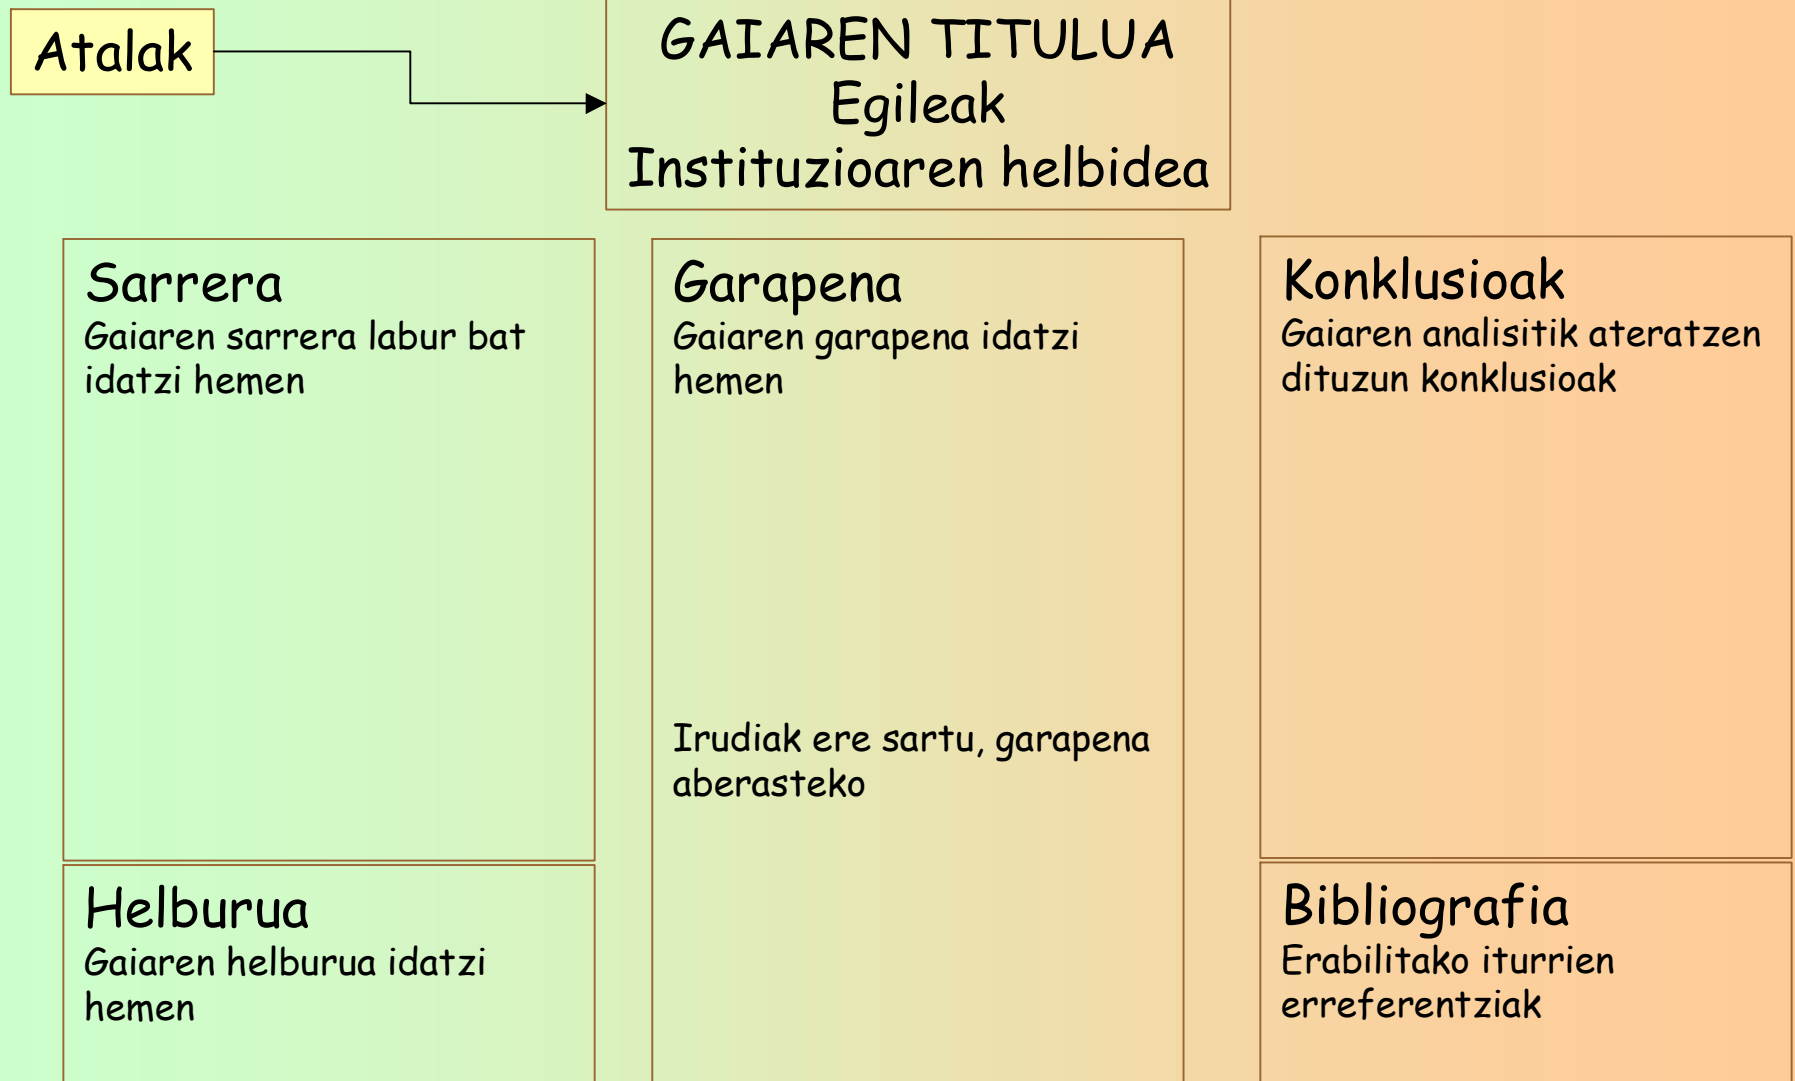 Atalak
GAIAREN TITULUA
Egileak
Instituzioaren helbidea
Sarrera
Gaiaren sarrera labur bat
idatzi hemen
Helburua
Gaiaren helburua idatzi
hemen
Garapena
Gaiaren garapena idatzi
hemen
Irudiak ere sartu, garapena
aberasteko
Konklusioak
Gaiaren analisitik ateratzen
dituzun konklusioak
Bibliografia
Erabilitako iturrien
erreferentziak